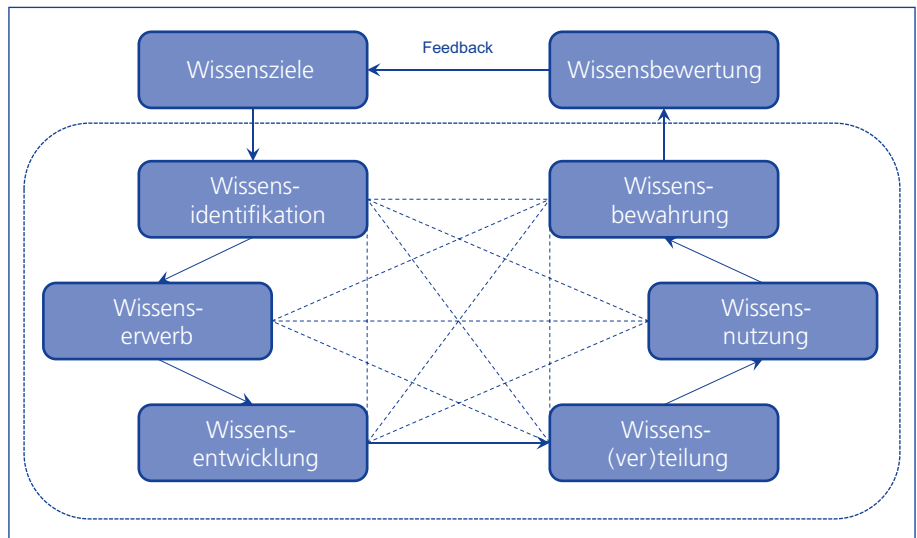 Wissensziele
Feedback
Wissensbewertung
Wissens-
identifikation
Wissens-
bewahrung
Wissens-
erwerb
Wissens-
nutzung
Wissens-
entwicklung
Wissens-
(ver)teilung